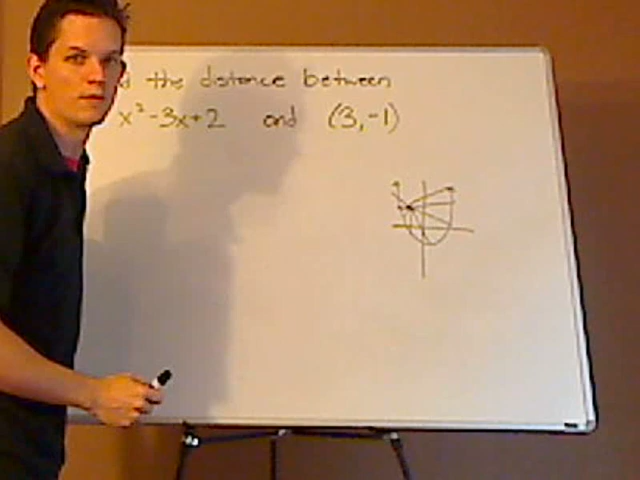 d the distance between
x²-3x+2 and (3,-1)